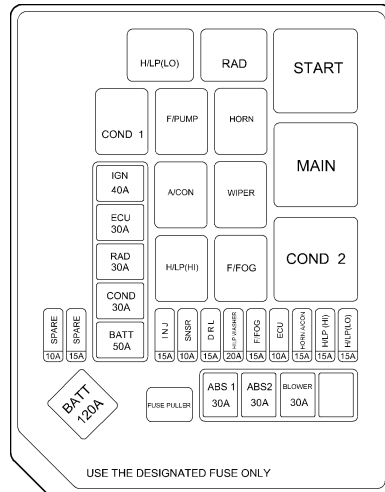 H/LP(LO)
RAD
START
COND 1
F/PUMP
HORN
MAIN
IGN
40A
A/CON
WIPER
ECU
30A
RAD
30A
H/LP(HI)
F/FOG
COND 2
COND
30A
BATT
50A
SPARE
10A
SPARE
15A
INJ
15A
SNSR
10A
DRL
15A
H/LP WASHER
20A
F/FOG
15A
ECU
10A
HORN A/CON
15A
H/LP (HI)
15A
H/LP(LO)
15A
BATT
120A
FUSE PULLER
ABS 1
30A
ABS2
30A
BLOWER
30A
USE THE DESIGNATED FUSE ONLY